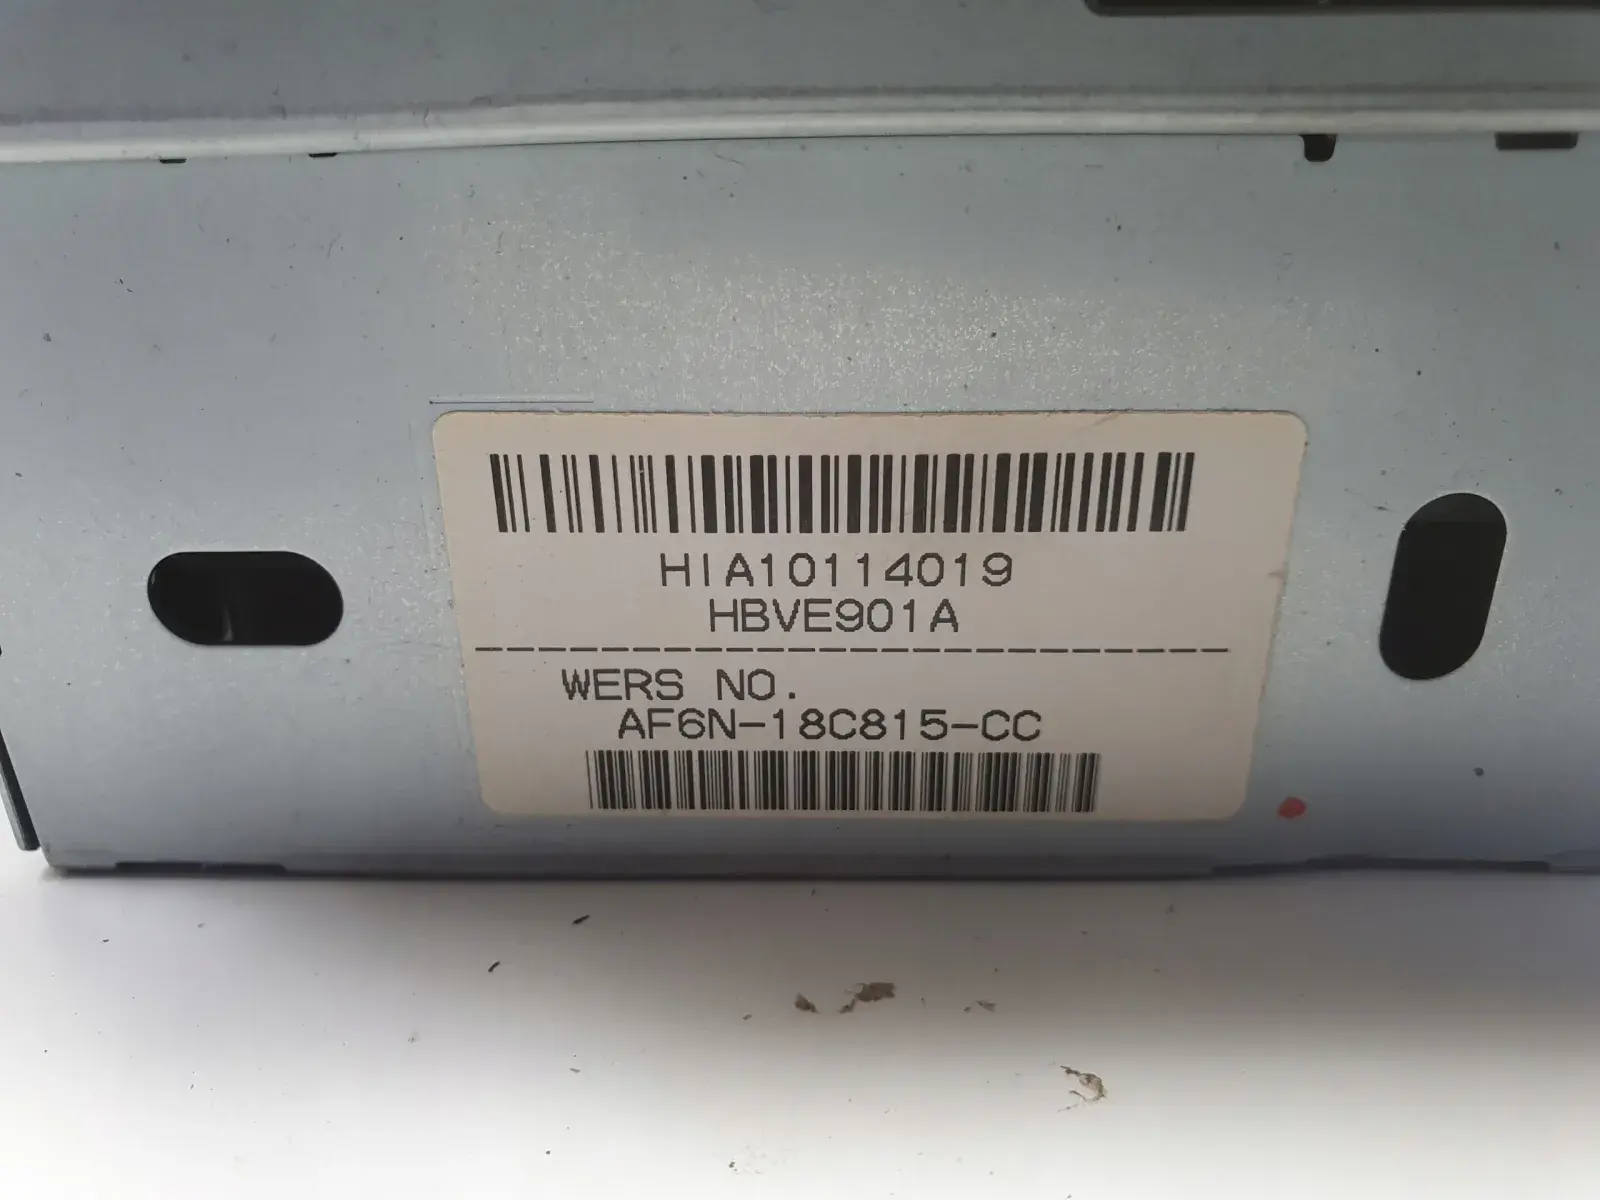 HIA10114019
HBVE901A
WERS NO.
AF6N-18C815-CC